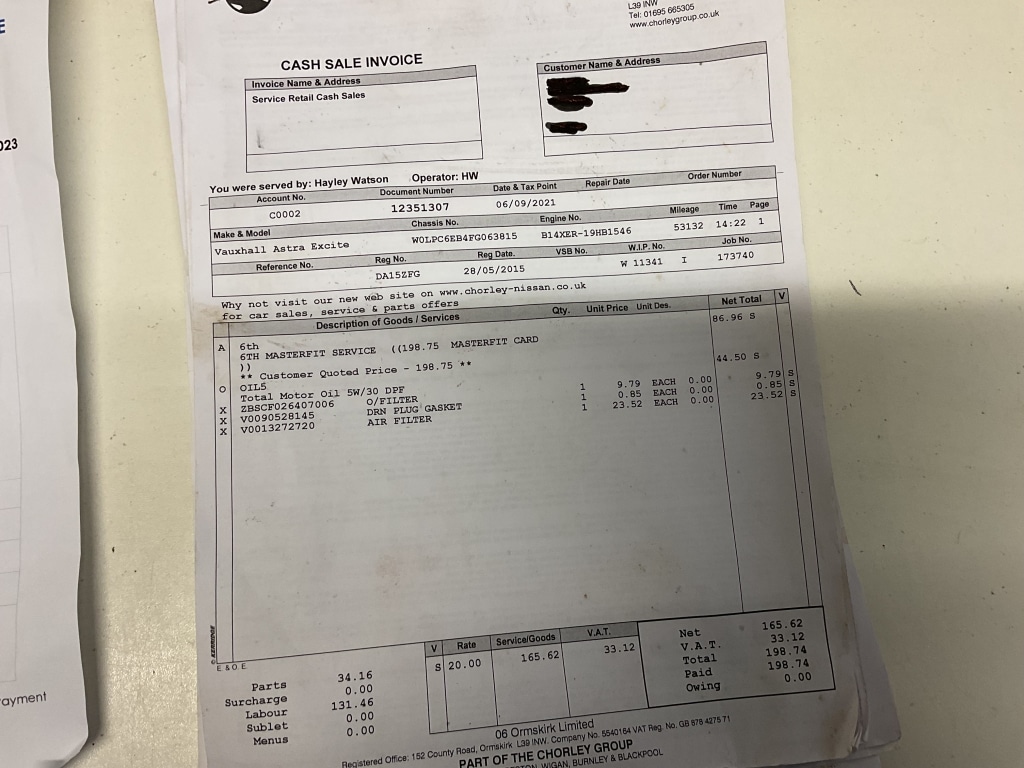 L39 INW
Tel: 01695 665305
www.chorleygroup.co.uk
CASH SALE INVOICE
Invoice Name & Address
Service Retail Cash Sales
Customer Name & Address
023
You were served by: Hayley Watson Operator: HW
Account No. Document Number Date & Tax Point Repair Date Order Number
C0002 12351307 06/09/2021
Make & Model Chassis No. Engine No. Mileage Time Page
Vauxhall Astra Excite WOLPC6EB4FG063815 B14XER-19HB1546 53132 14:22 1
Reference No. Reg No. Reg Date. VSB No. W.I.P. No. Job No.
DA15ZFG 28/05/2015 W 11341 I 173740
Why not visit our new web site on www.chorley-nissan.co.uk
for car sales, service & parts offers
Description of Goods / Services Qty. Unit Price Unit Des. Net Total V
A 6th 86.96 S
6TH MASTERFIT SERVICE ((198.75 MASTERFIT CARD
))
** Customer Quoted Price - 198.75 **
O OIL5 44.50 S
Total Motor Oil 5W/30 DPF
X ZBSCF026407006 O/FILTER 1 9.79 EACH 0.00 9.79 S
X V0090528145 DRN PLUG GASKET 1 0.85 EACH 0.00 0.85 S
X V0013272720 AIR FILTER 1 23.52 EACH 0.00 23.52 S
© KERRIDGE
E & O E
V Rate Service/Goods V.A.T.
S 20.00 165.62 33.12
Net 165.62
V.A.T. 33.12
Total 198.74
Paid 198.74
Owing 0.00
Parts 34.16
Surcharge 0.00
Labour 131.46
Sublet 0.00
Menus 0.00
ayment
06 Ormskirk Limited
Registered Office: 152 County Road, Ormskirk L39 INW. Company No. 5540164 VAT Reg. No. GB 878 4275 71
PART OF THE CHORLEY GROUP
WIGAN, BURNLEY & BLACKPOOL